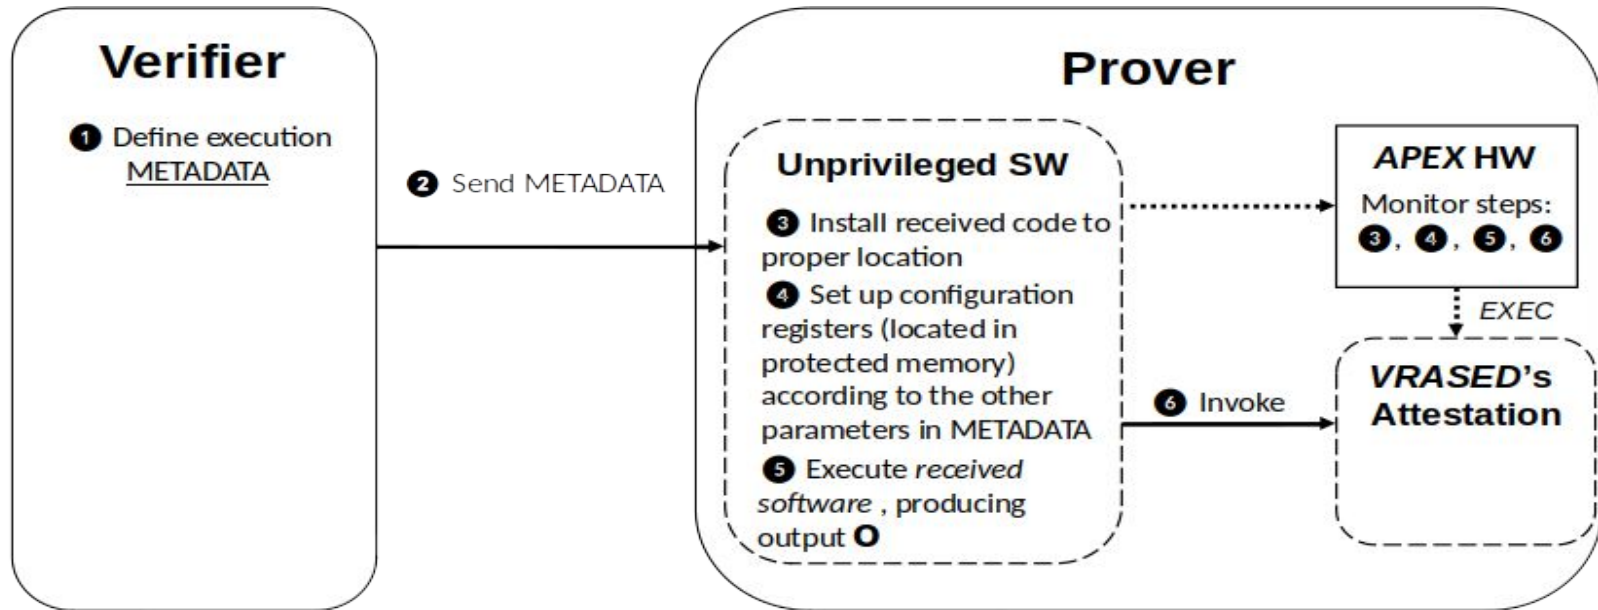 Verifier
❶ Define execution
METADATA
❷ Send METADATA
Prover
Unprivileged SW
❸ Install received code to
proper location
❹ Set up configuration
registers (located in
protected memory)
according to the other
parameters in METADATA
❺ Execute received
software , producing
output O
APEX HW
Monitor steps:
❸ , ❹ , ❺ , ❻
EXEC
❻ Invoke
VRASED's
Attestation